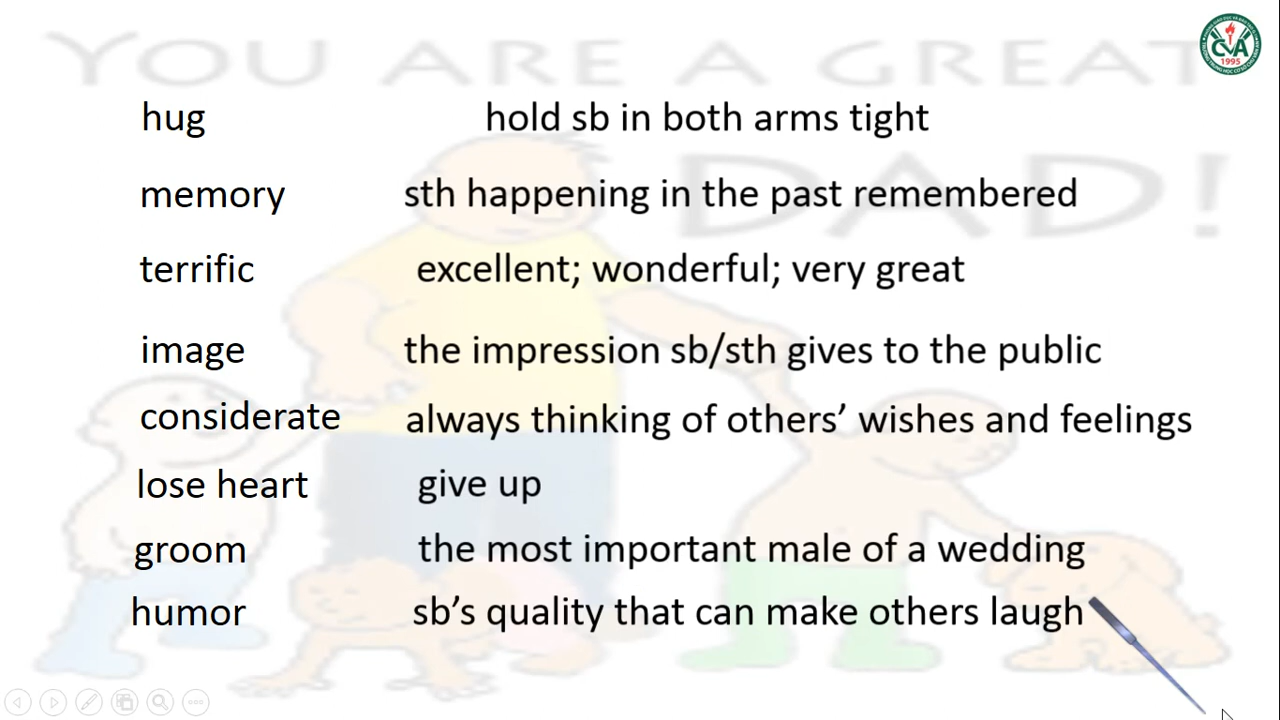 YOU ARE A GREAT
DAD!
CVA
1995
hug hold sb in both arms tight
memory sth happening in the past remembered
terrific excellent; wonderful; very great
image the impression sb/sth gives to the public
considerate always thinking of others’ wishes and feelings
lose heart give up
groom the most important male of a wedding
humor sb’s quality that can make others laugh